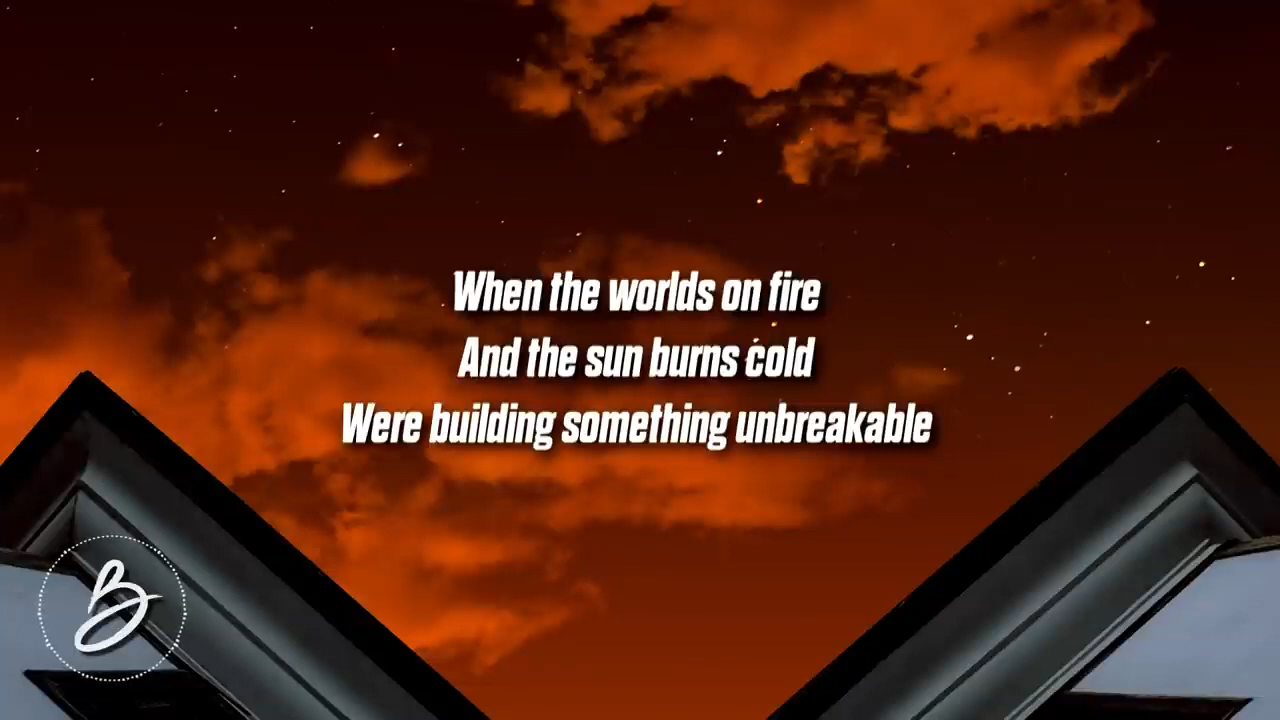 When the worlds on fire
And the sun burns cold
Were building something unbreakable
B